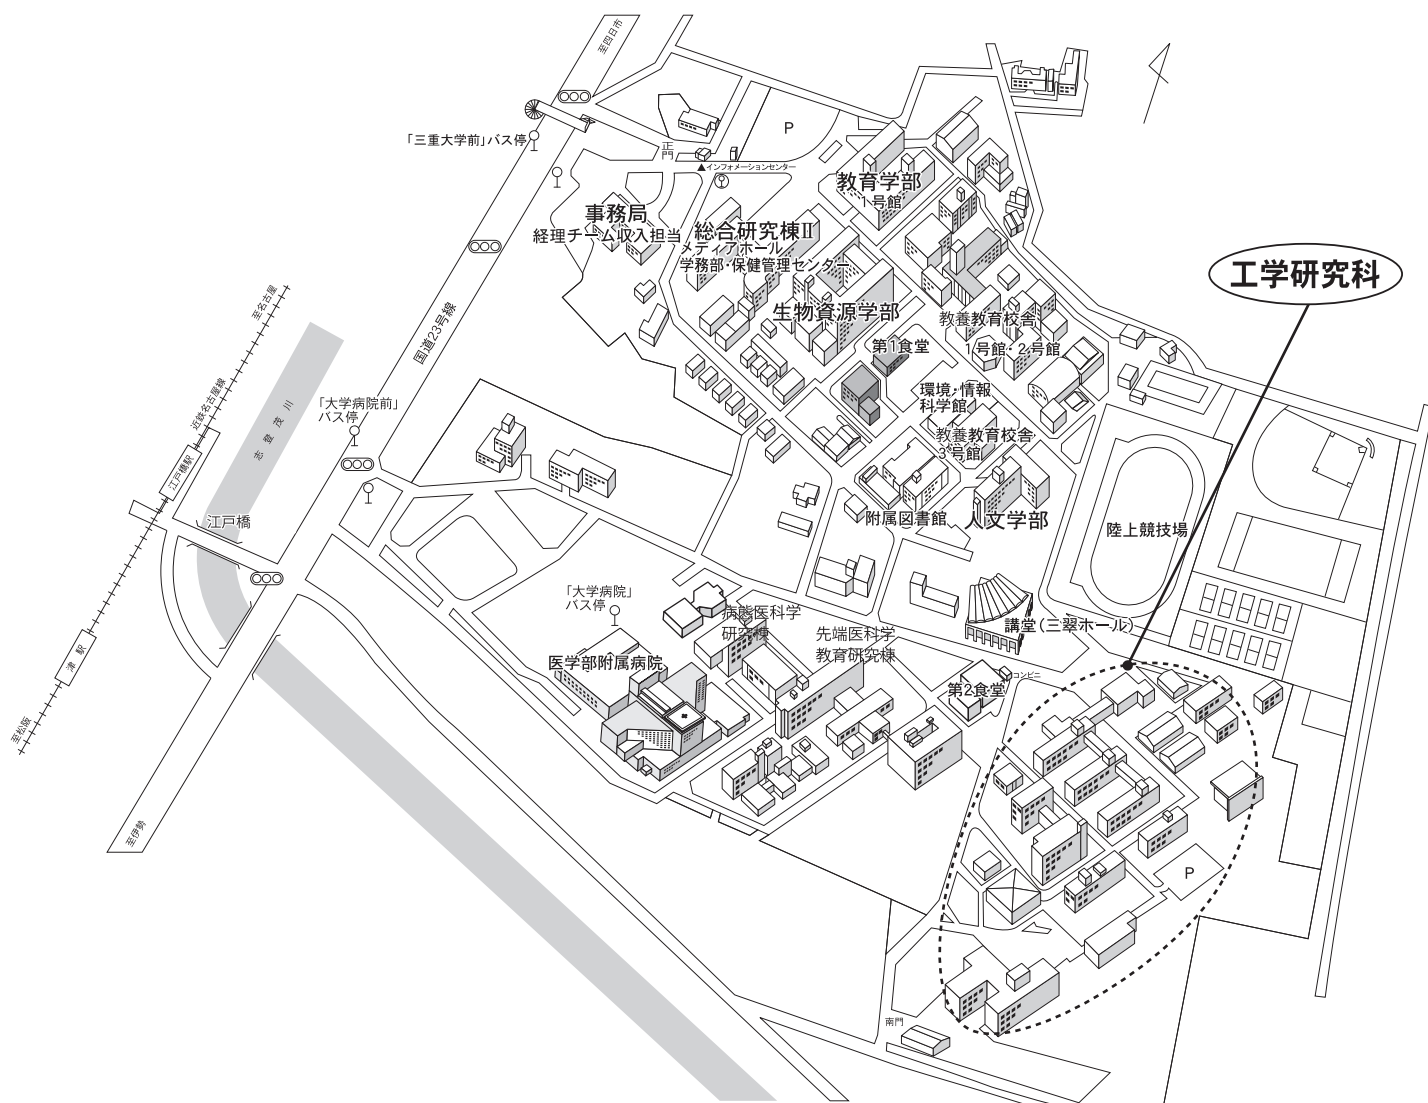 至四日市
「三重大学前」バス停
正門
P
▲インフォメーションセンター
教育学部
1号館
事務局
経理チーム収入担当
総合研究棟Ⅱ
メディアホール
学務部・保健管理センター
工学研究科
至名古屋
国道23号線
生物資源学部
教養教育校舎
1号館・2号館
第1食堂
近鉄名古屋線
志登茂川
「大学病院前」
バス停
環境・情報
科学館
教養教育校舎
3号館
江戸橋駅
江戸橋
附属図書館
人文学部
陸上競技場
「大学病院」
バス停
病態医科学
研究棟
先端医科学
教育研究棟
講堂(三翠ホール)
津駅
医学部附属病院
第2食堂
コンビニ
至松阪
至伊勢
P
南門